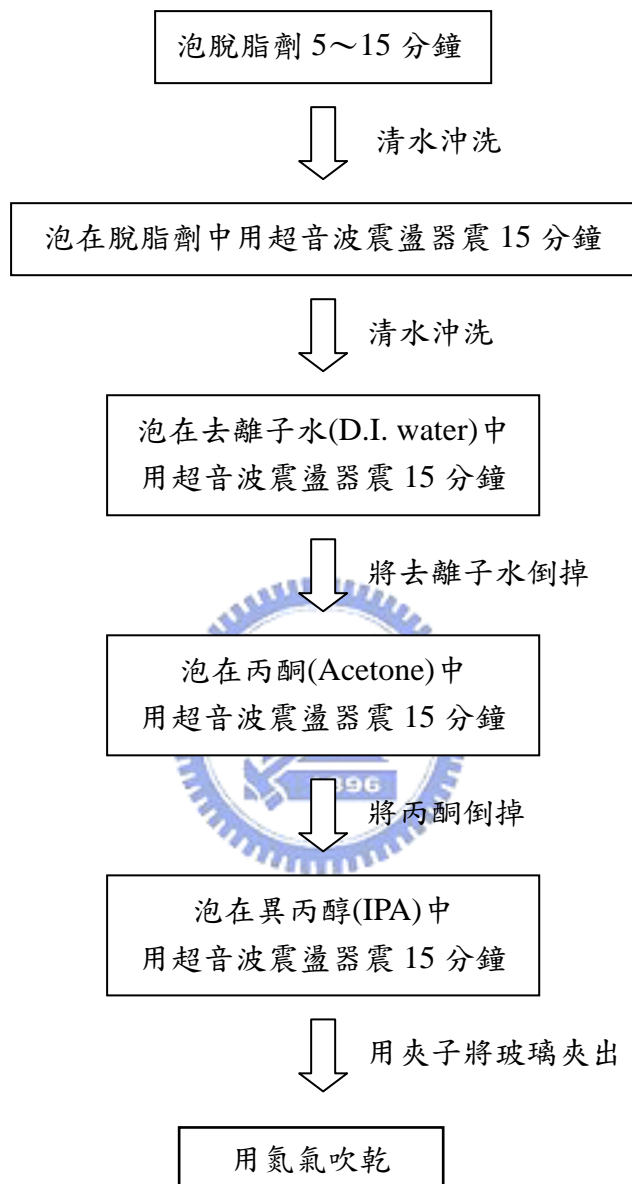 泡脫脂劑 5～15 分鐘
清水沖洗
泡在脫脂劑中用超音波震盪器震 15 分鐘
清水沖洗
泡在去離子水(D.I. water)中
用超音波震盪器震 15 分鐘
將去離子水倒掉
泡在丙酮(Acetone)中
用超音波震盪器震 15 分鐘
896
將丙酮倒掉
泡在異丙醇(IPA)中
用超音波震盪器震 15 分鐘
用夾子將玻璃夾出
用氮氣吹乾